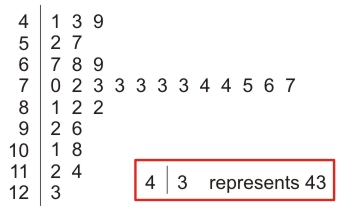 4 | 1 3 9
5 | 2 7
6 | 7 8 9
7 | 0 2 3 3 3 3 3 4 4 5 6 7
8 | 1 2 2
9 | 2 6
10 | 1 8
11 | 2 4
12 | 3
4 | 3 represents 43